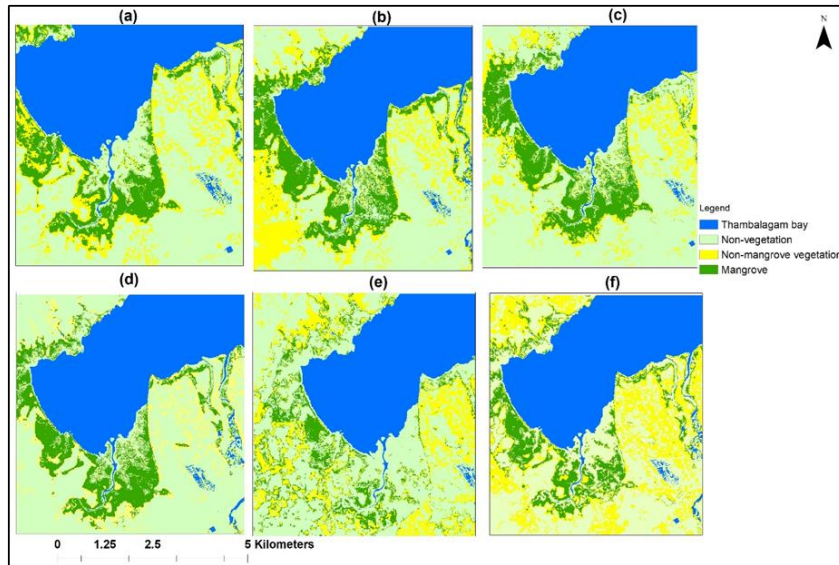 (a)
(b)
(c)
N
Legend
Thambalagam bay
Non-vegetation
Non-mangrove vegetation
Mangrove
(d)
(e)
(f)
0 1.25 2.5 5 Kilometers